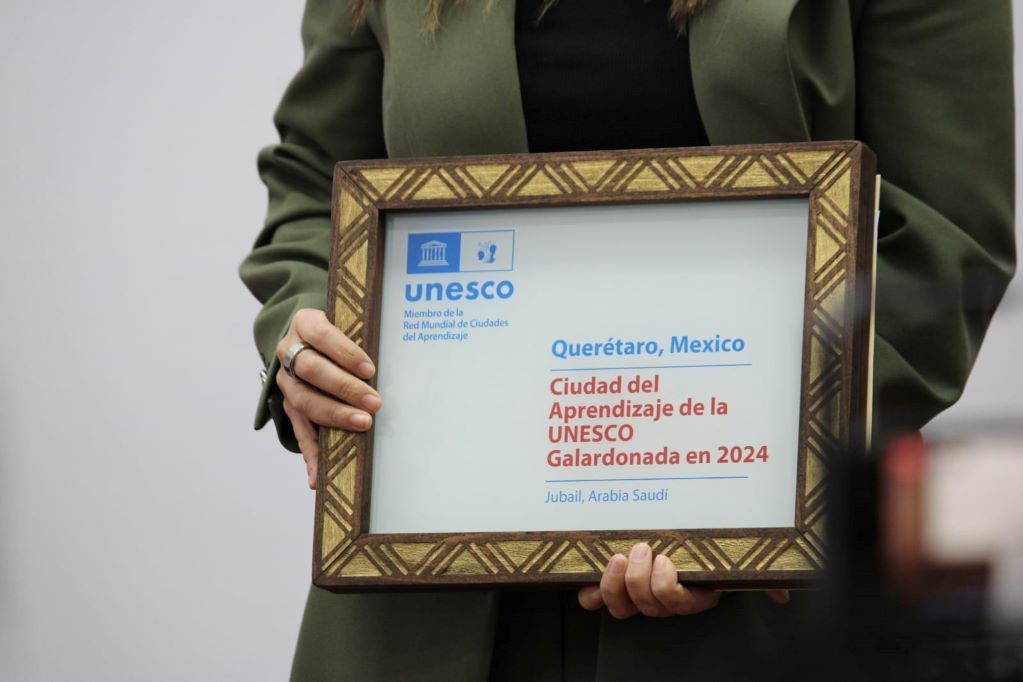 unesco
Miembro de la
Red Mundial de Ciudades
del Aprendizaje
Querétaro, Mexico
Ciudad del
Aprendizaje de la
UNESCO
Galardonada en 2024
Jubail, Arabia Saudí